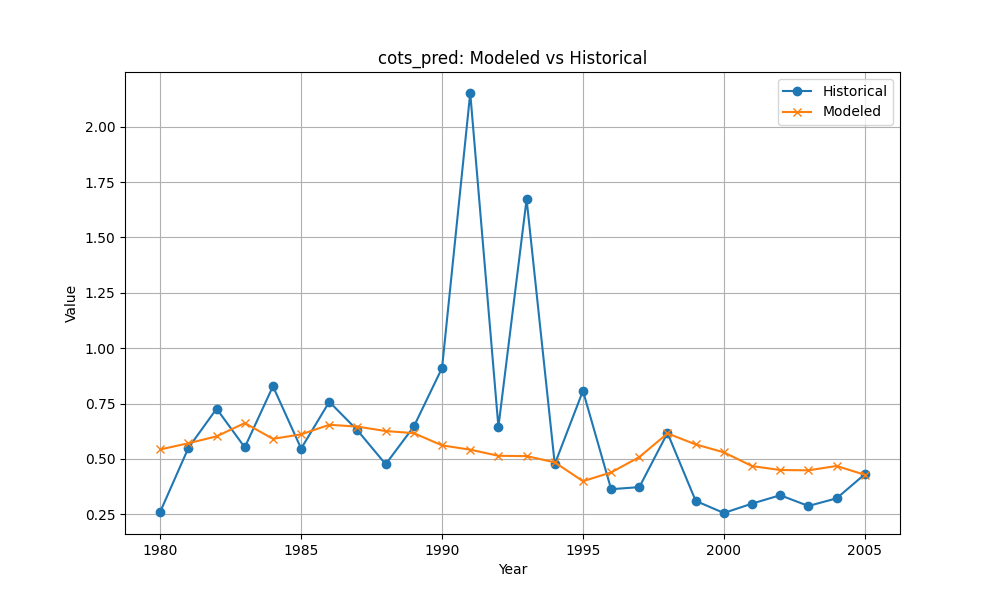 cots_pred: Modeled vs Historical
Historical
Modeled
Value
2.00
1.75
1.50
1.25
1.00
0.75
0.50
0.25
1980 1985 1990 1995 2000 2005
Year